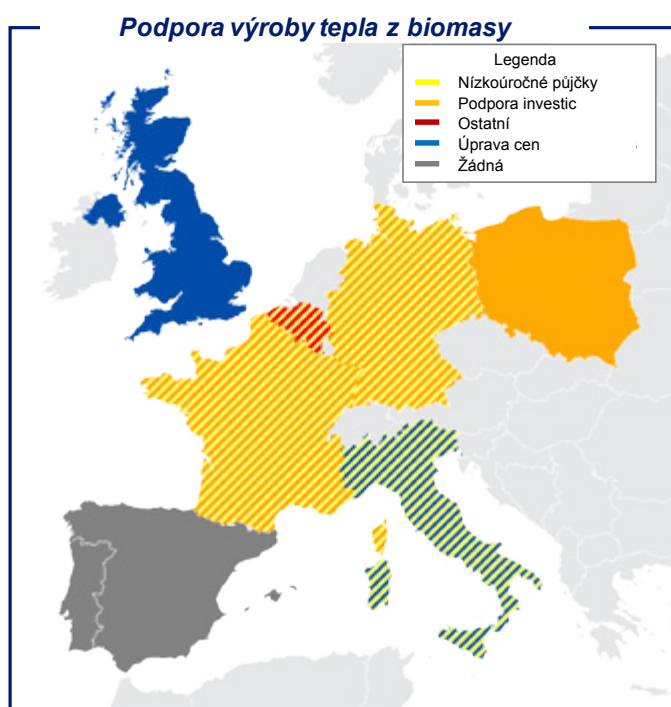 Podpora výroby tepla z biomasy
Legenda
Nízkoúročné půjčky
Podpora investic
Ostatní
Úprava cen
Žádná